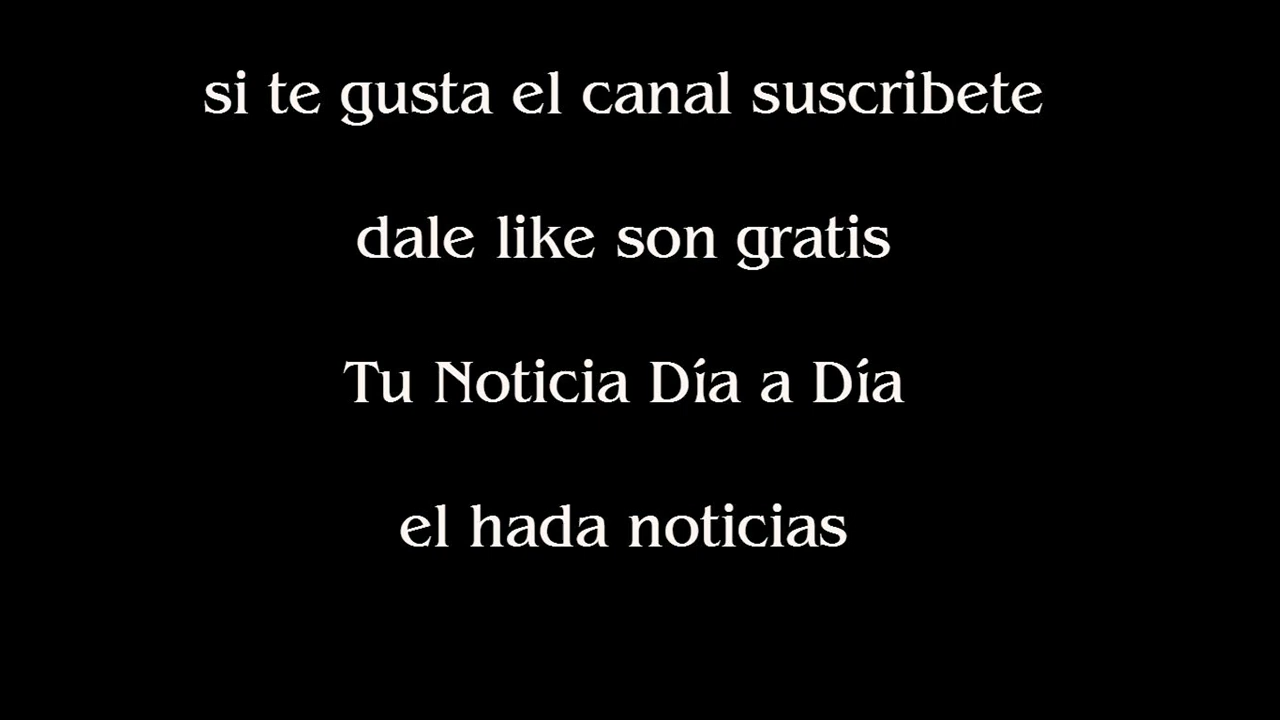 si te gusta el canal suscribete
dale like son gratis
Tu Noticia Día a Día
el hada noticias